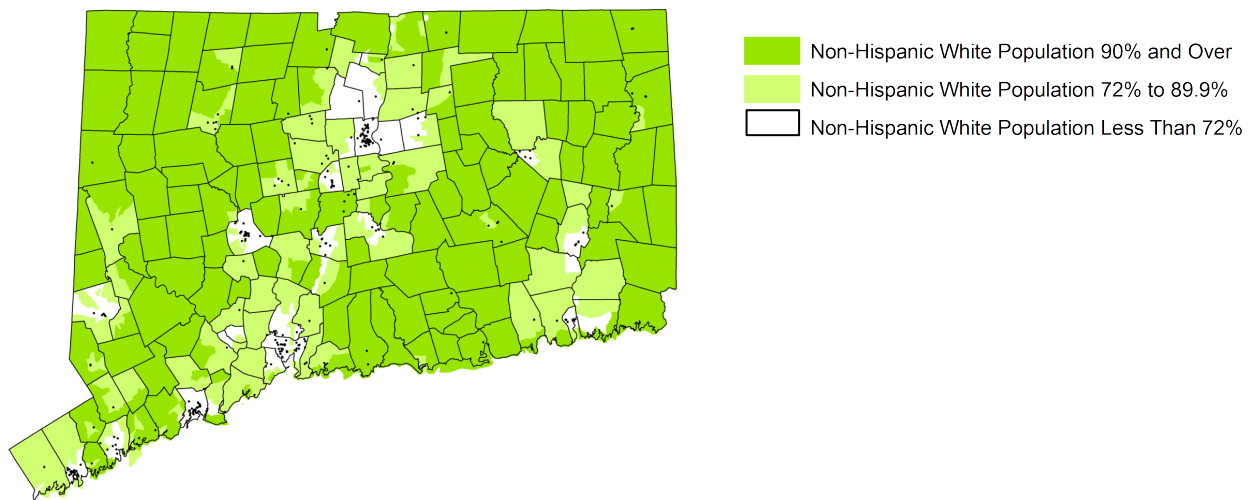 Non-Hispanic White Population 90% and Over
Non-Hispanic White Population 72% to 89.9%
Non-Hispanic White Population Less Than 72%